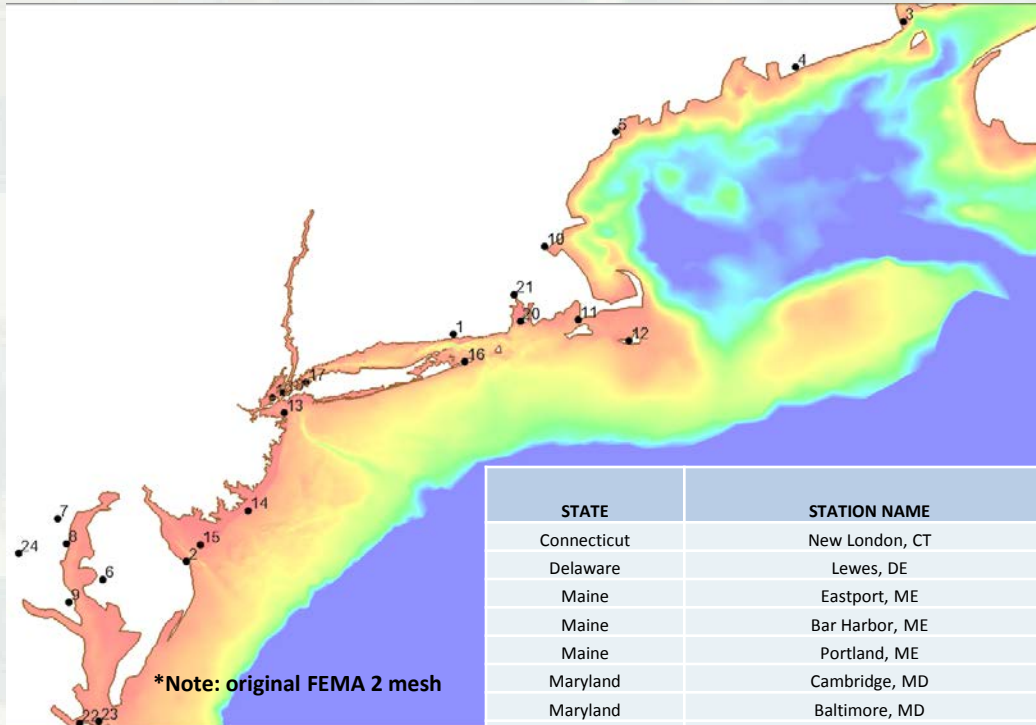 3
4
5
10
21
20
11
1
12
16
17
13
14
7
8
15
24
2
6
9
22 23
*Note: original FEMA 2 mesh
STATE STATION NAME
Connecticut New London, CT
Delaware Lewes, DE
Maine Eastport, ME
Maine Bar Harbor, ME
Maine Portland, ME
Maryland Cambridge, MD
Maryland Baltimore, MD